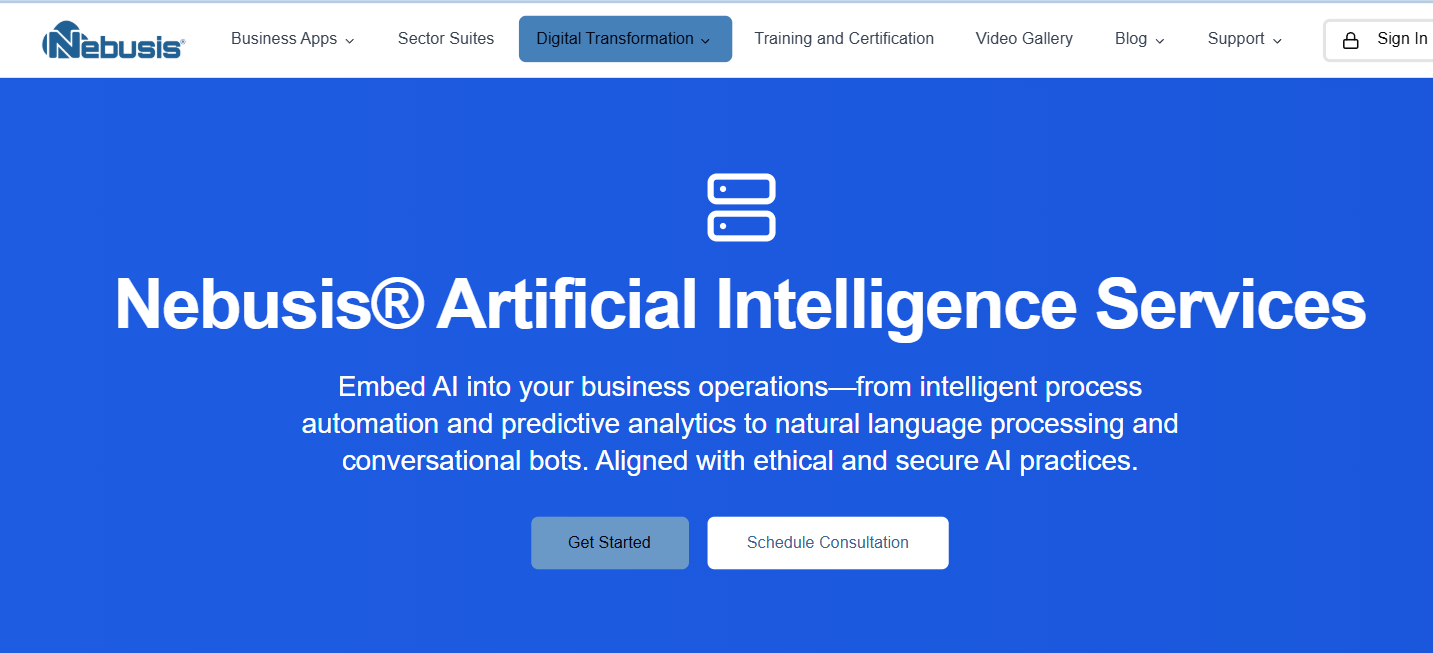 Nebusis®
Business Apps
Sector Suites
Digital Transformation
Training and Certification
Video Gallery
Blog
Support
Sign In
Nebusis® Artificial Intelligence Services
Embed AI into your business operations—from intelligent process
automation and predictive analytics to natural language processing and
conversational bots. Aligned with ethical and secure AI practices.
Get Started
Schedule Consultation